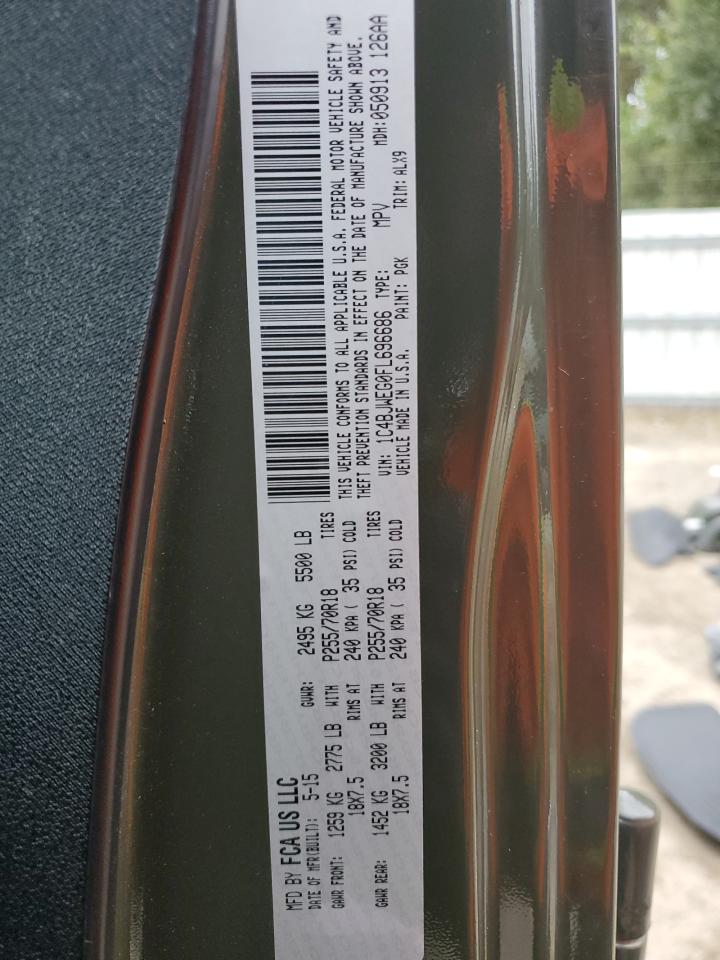 MFD BY FCA US LLC
DATE OF MFR(BUILT): 5-15 GVWR: 2495 KG 5500 LB
GAWR FRONT: 1259 KG 2775 LB WITH P255/70R18 TIRES
18X7.5 RIMS AT 240 KPA ( 35 PSI) COLD
GAWR REAR: 1452 KG 3200 LB WITH P255/70R18 TIRES
18X7.5 RIMS AT 240 KPA ( 35 PSI) COLD
THIS VEHICLE CONFORMS TO ALL APPLICABLE U.S.A. FEDERAL MOTOR VEHICLE SAFETY AND
THEFT PREVENTION STANDARDS IN EFFECT ON THE DATE OF MANUFACTURE SHOWN ABOVE.
VIN: 1C4BJWEG0FL696686 TYPE: MPV MDH:050913 126AA
VEHICLE MADE IN U.S.A. PAINT: PGK TRIM: ALX9